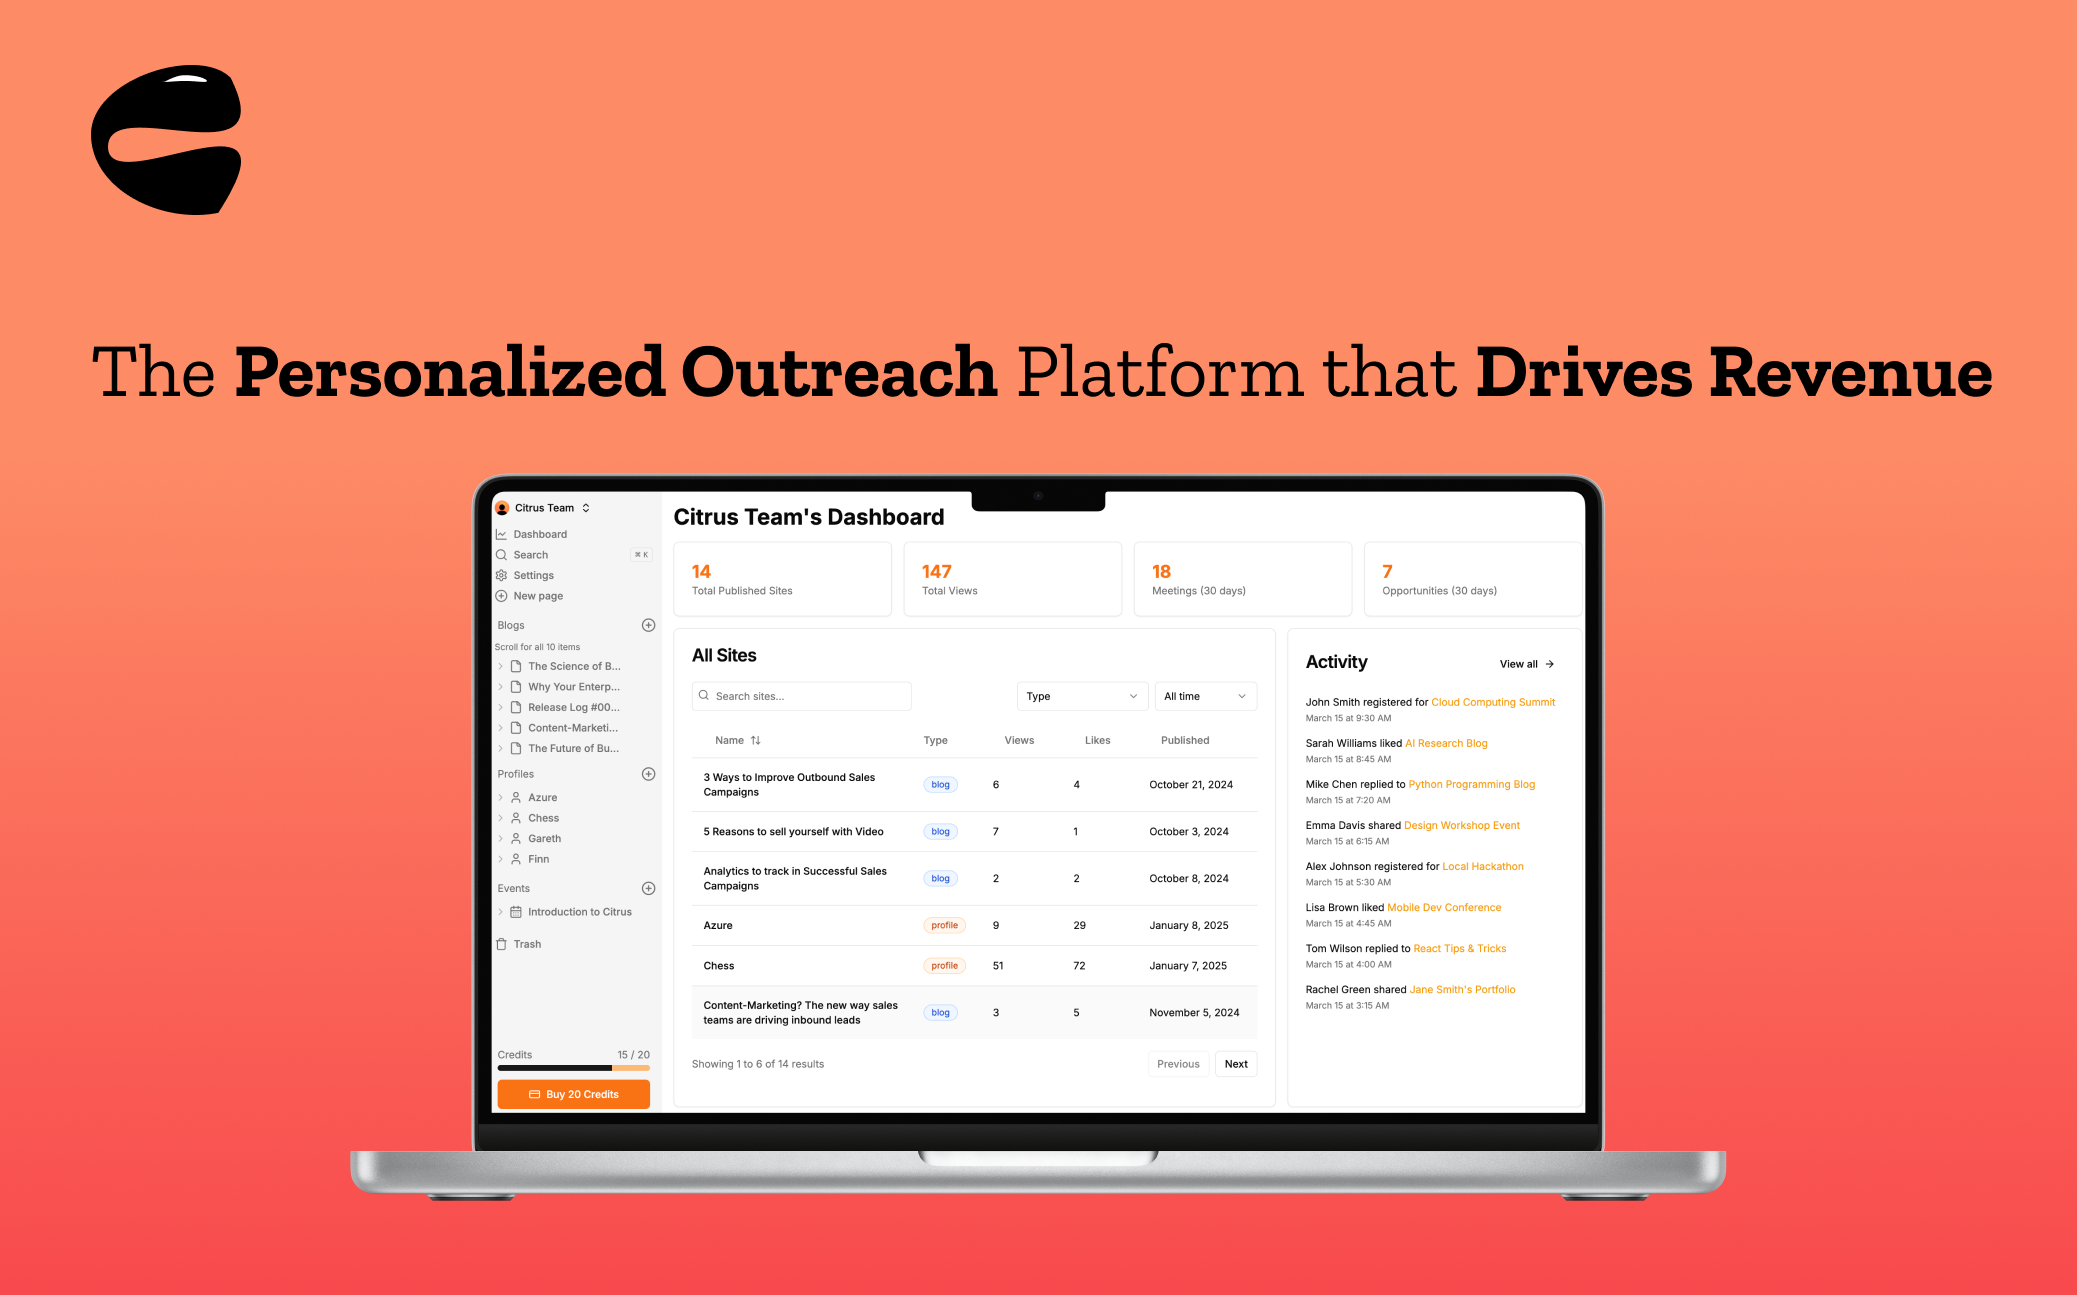 The Personalized Outreach Platform that Drives Revenue
Citrus Team
Dashboard
Search ⌘ K
Settings
New page
Blogs
Scroll for all 10 items
The Science of B...
Why Your Enterp...
Release Log #00...
Content-Marketi...
The Future of Bu...
Profiles
Azure
Chess
Gareth
Finn
Events
Introduction to Citrus
Trash
Credits 15 / 20
Buy 20 Credits
Citrus Team's Dashboard
14
Total Published Sites
147
Total Views
18
Meetings (30 days)
7
Opportunities (30 days)
All Sites
Search sites...
Type
All time
Name Type Views Likes Published
3 Ways to Improve Outbound Sales
Campaigns
blog 6 4 October 21, 2024
5 Reasons to sell yourself with Video blog 7 1 October 3, 2024
Analytics to track in Successful Sales
Campaigns
blog 2 2 October 8, 2024
Azure profile 9 29 January 8, 2025
Chess profile 51 72 January 7, 2025
Content-Marketing? The new way sales
teams are driving inbound leads
blog 3 5 November 5, 2024
Showing 1 to 6 of 14 results
Previous
Next
Activity
View all
John Smith registered for Cloud Computing Summit
March 15 at 9:30 AM
Sarah Williams liked AI Research Blog
March 15 at 8:45 AM
Mike Chen replied to Python Programming Blog
March 15 at 7:20 AM
Emma Davis shared Design Workshop Event
March 15 at 6:15 AM
Alex Johnson registered for Local Hackathon
March 15 at 5:30 AM
Lisa Brown liked Mobile Dev Conference
March 15 at 4:45 AM
Tom Wilson replied to React Tips & Tricks
March 15 at 4:00 AM
Rachel Green shared Jane Smith's Portfolio
March 15 at 3:15 AM